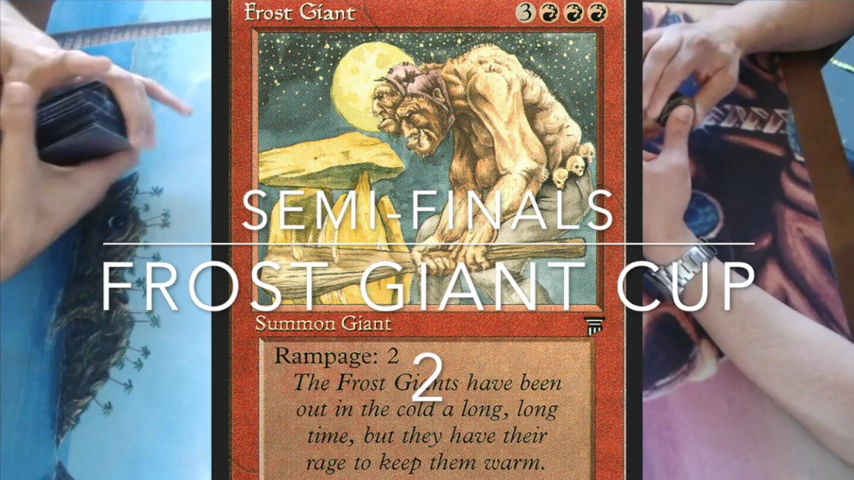 Frost Giant 3
SEMI-FINALS
FROST GIANT CUP
Summon Giant
Rampage: 2
2
The Frost Giants have been
out in the cold a long, long
time, but they have their
rage to keep them warm.